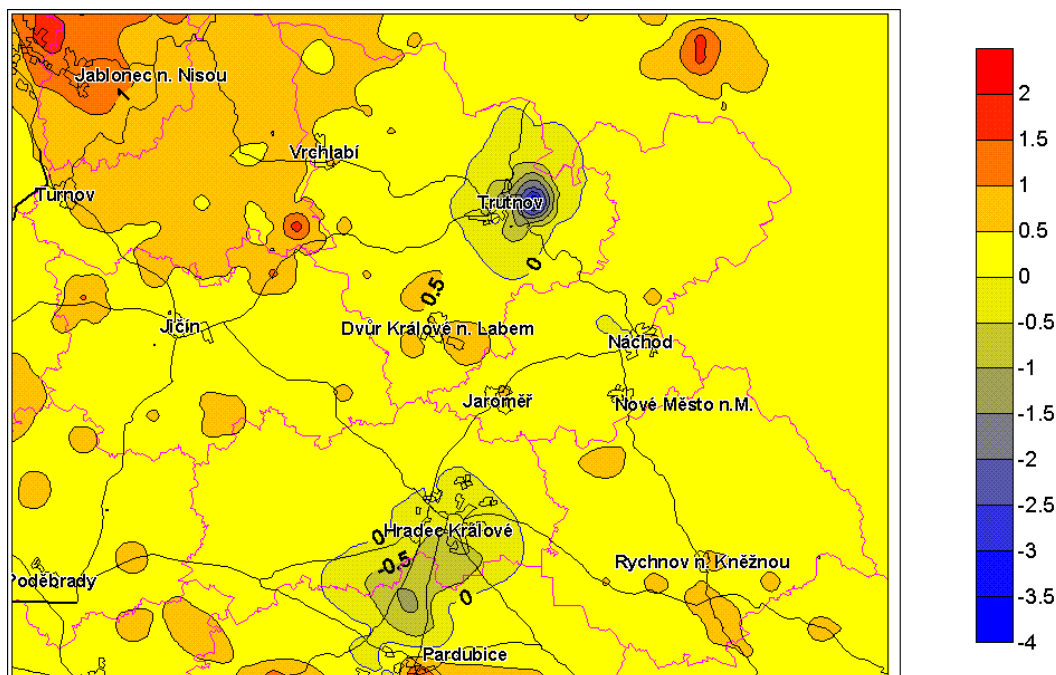 Jablonec n. Nisou
1
Vrchlabí
Turnov
Trutnov
0
0.5
Dvůr Králové n. Labem
Jičín
Náchod
Jaroměř
Nové Město n.M.
Hradec Králové
0
-0.5
0
Rychnov n. Kněžnou
Poděbrady
Pardubice
2
1.5
1
0.5
0
-0.5
-1
-1.5
-2
-2.5
-3
-3.5
-4